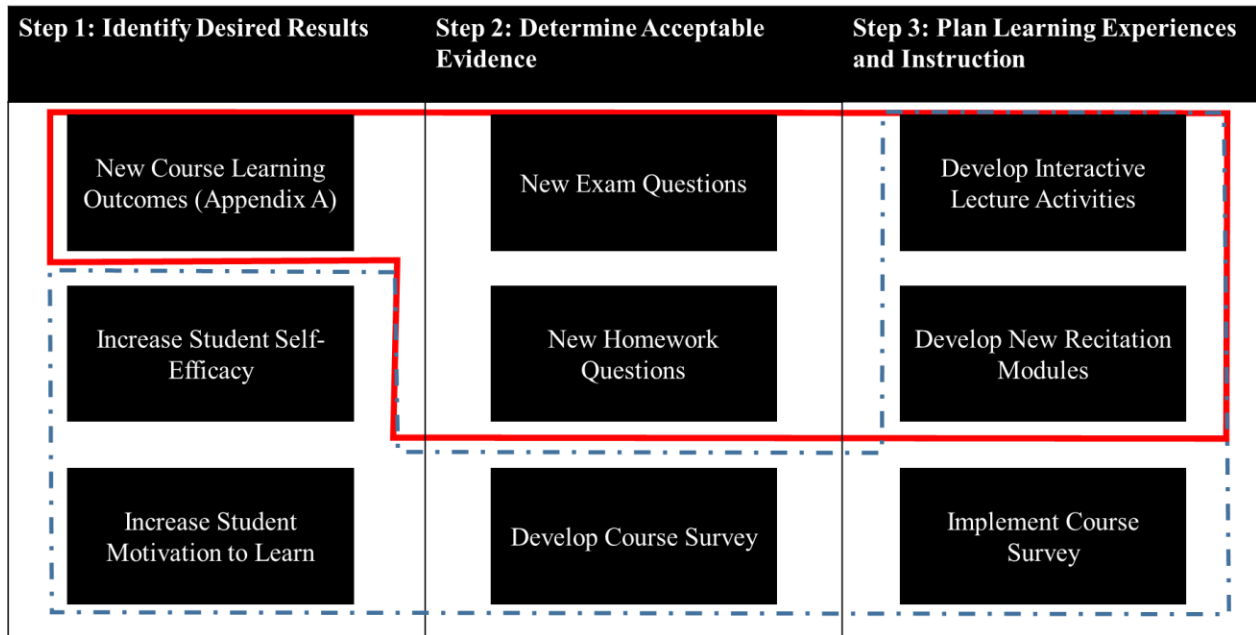 Step 1: Identify Desired Results
Step 2: Determine Acceptable
Evidence
Step 3: Plan Learning Experiences
and Instruction
New Course Learning
Outcomes (Appendix A)
New Exam Questions
Develop Interactive
Lecture Activities
Increase Student Self-
Efficacy
New Homework
Questions
Develop New Recitation
Modules
Increase Student
Motivation to Learn
Develop Course Survey
Implement Course
Survey